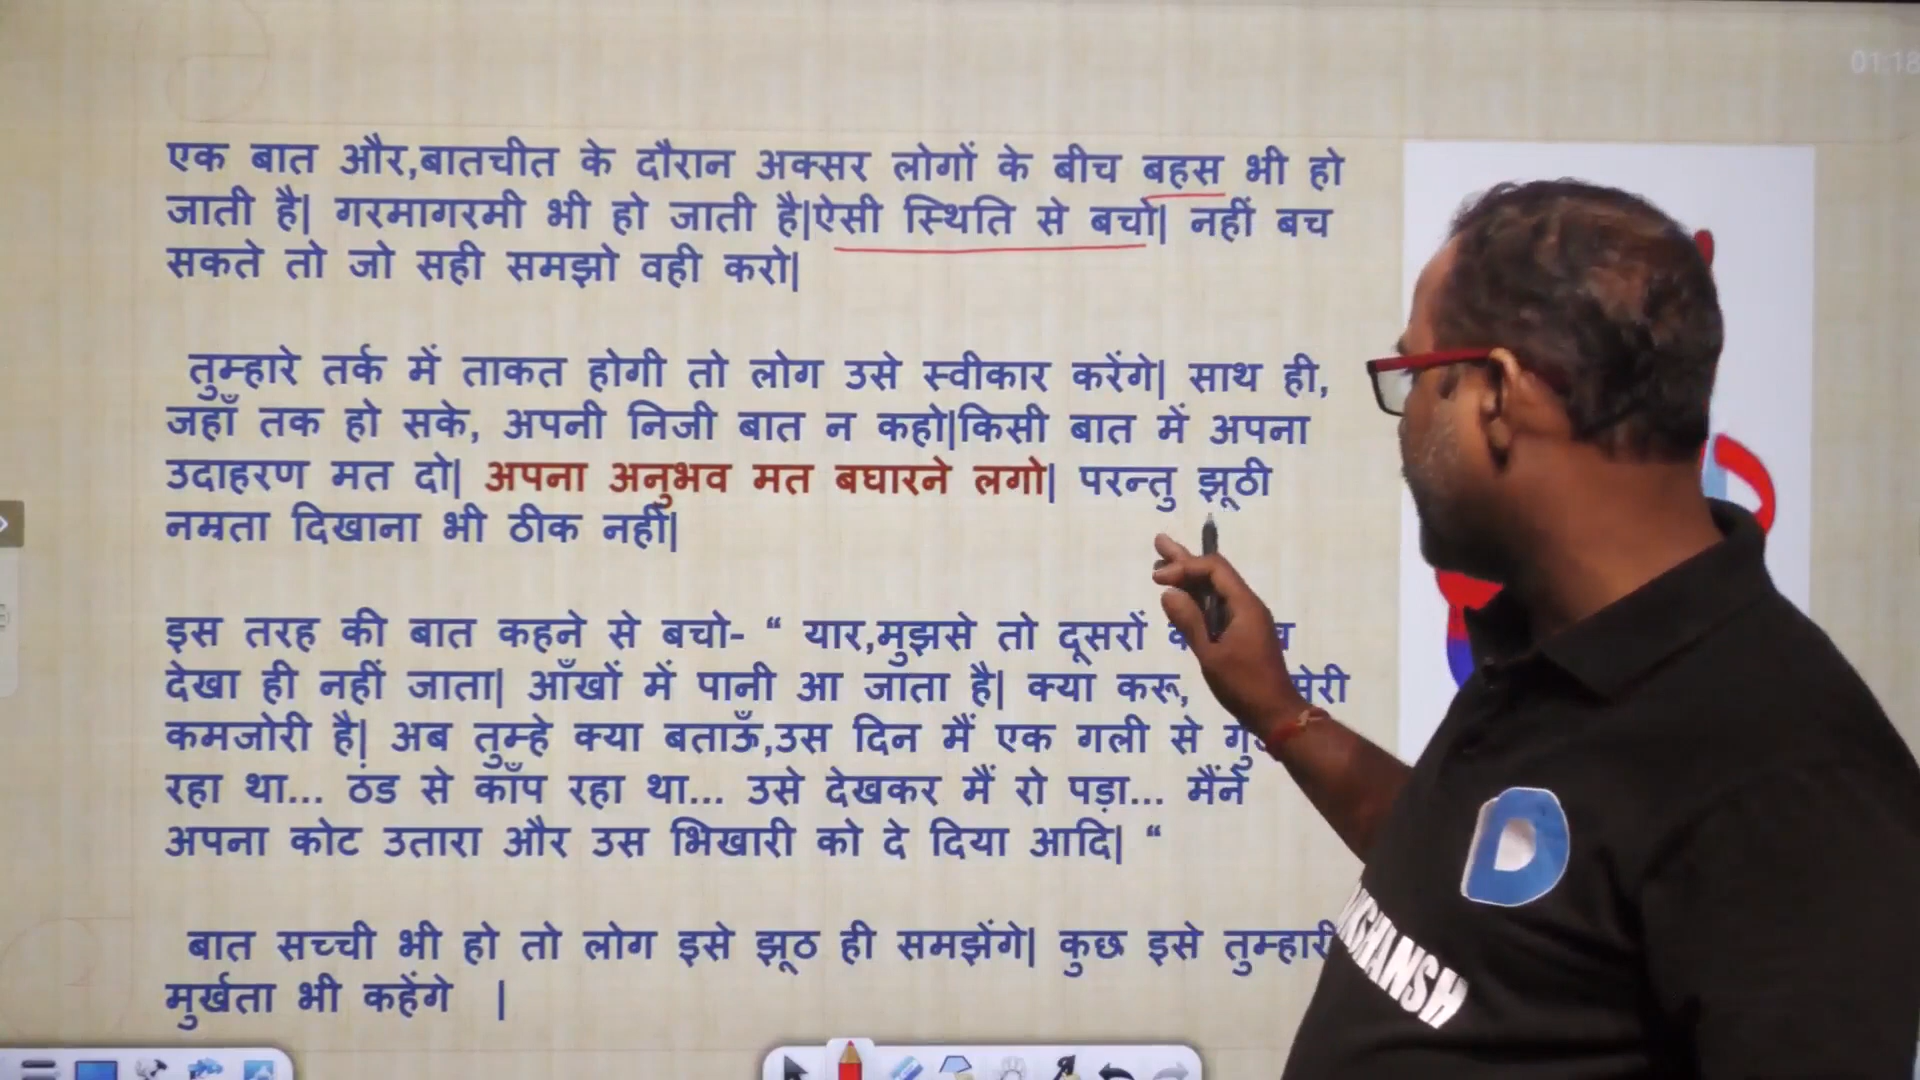 01:18
एक बात और,बातचीत के दौरान अक्सर लोगों के बीच बहस भी हो
जाती है| गरमागरमी भी हो जाती है|ऐसी स्थिति से बचो| नहीं बच
सकते तो जो सही समझो वही करो|
तुम्हारे तर्क में ताकत होगी तो लोग उसे स्वीकार करेंगे| साथ ही,
जहाँ तक हो सके, अपनी निजी बात न कहो|किसी बात में अपना
उदाहरण मत दो| अपना अनुभव मत बघारने लगो| परन्तु झूठी
नम्रता दिखाना भी ठीक नहीं|
इस तरह की बात कहने से बचो- “ यार,मुझसे तो दूसरों
देखा ही नहीं जाता| आँखों में पानी आ जाता है| क्या करू, मेरी
कमजोरी है| अब तुम्हे क्या बताऊँ,उस दिन मैं एक गली से
रहा था... ठंड से काँप रहा था... उसे देखकर मैं रो पड़ा... मैंने
अपना कोट उतारा और उस भिखारी को दे दिया आदि| “
बात सच्ची भी हो तो लोग इसे झूठ ही समझेंगे| कुछ इसे तुम्हारी
मुर्खता भी कहेंगे |
D